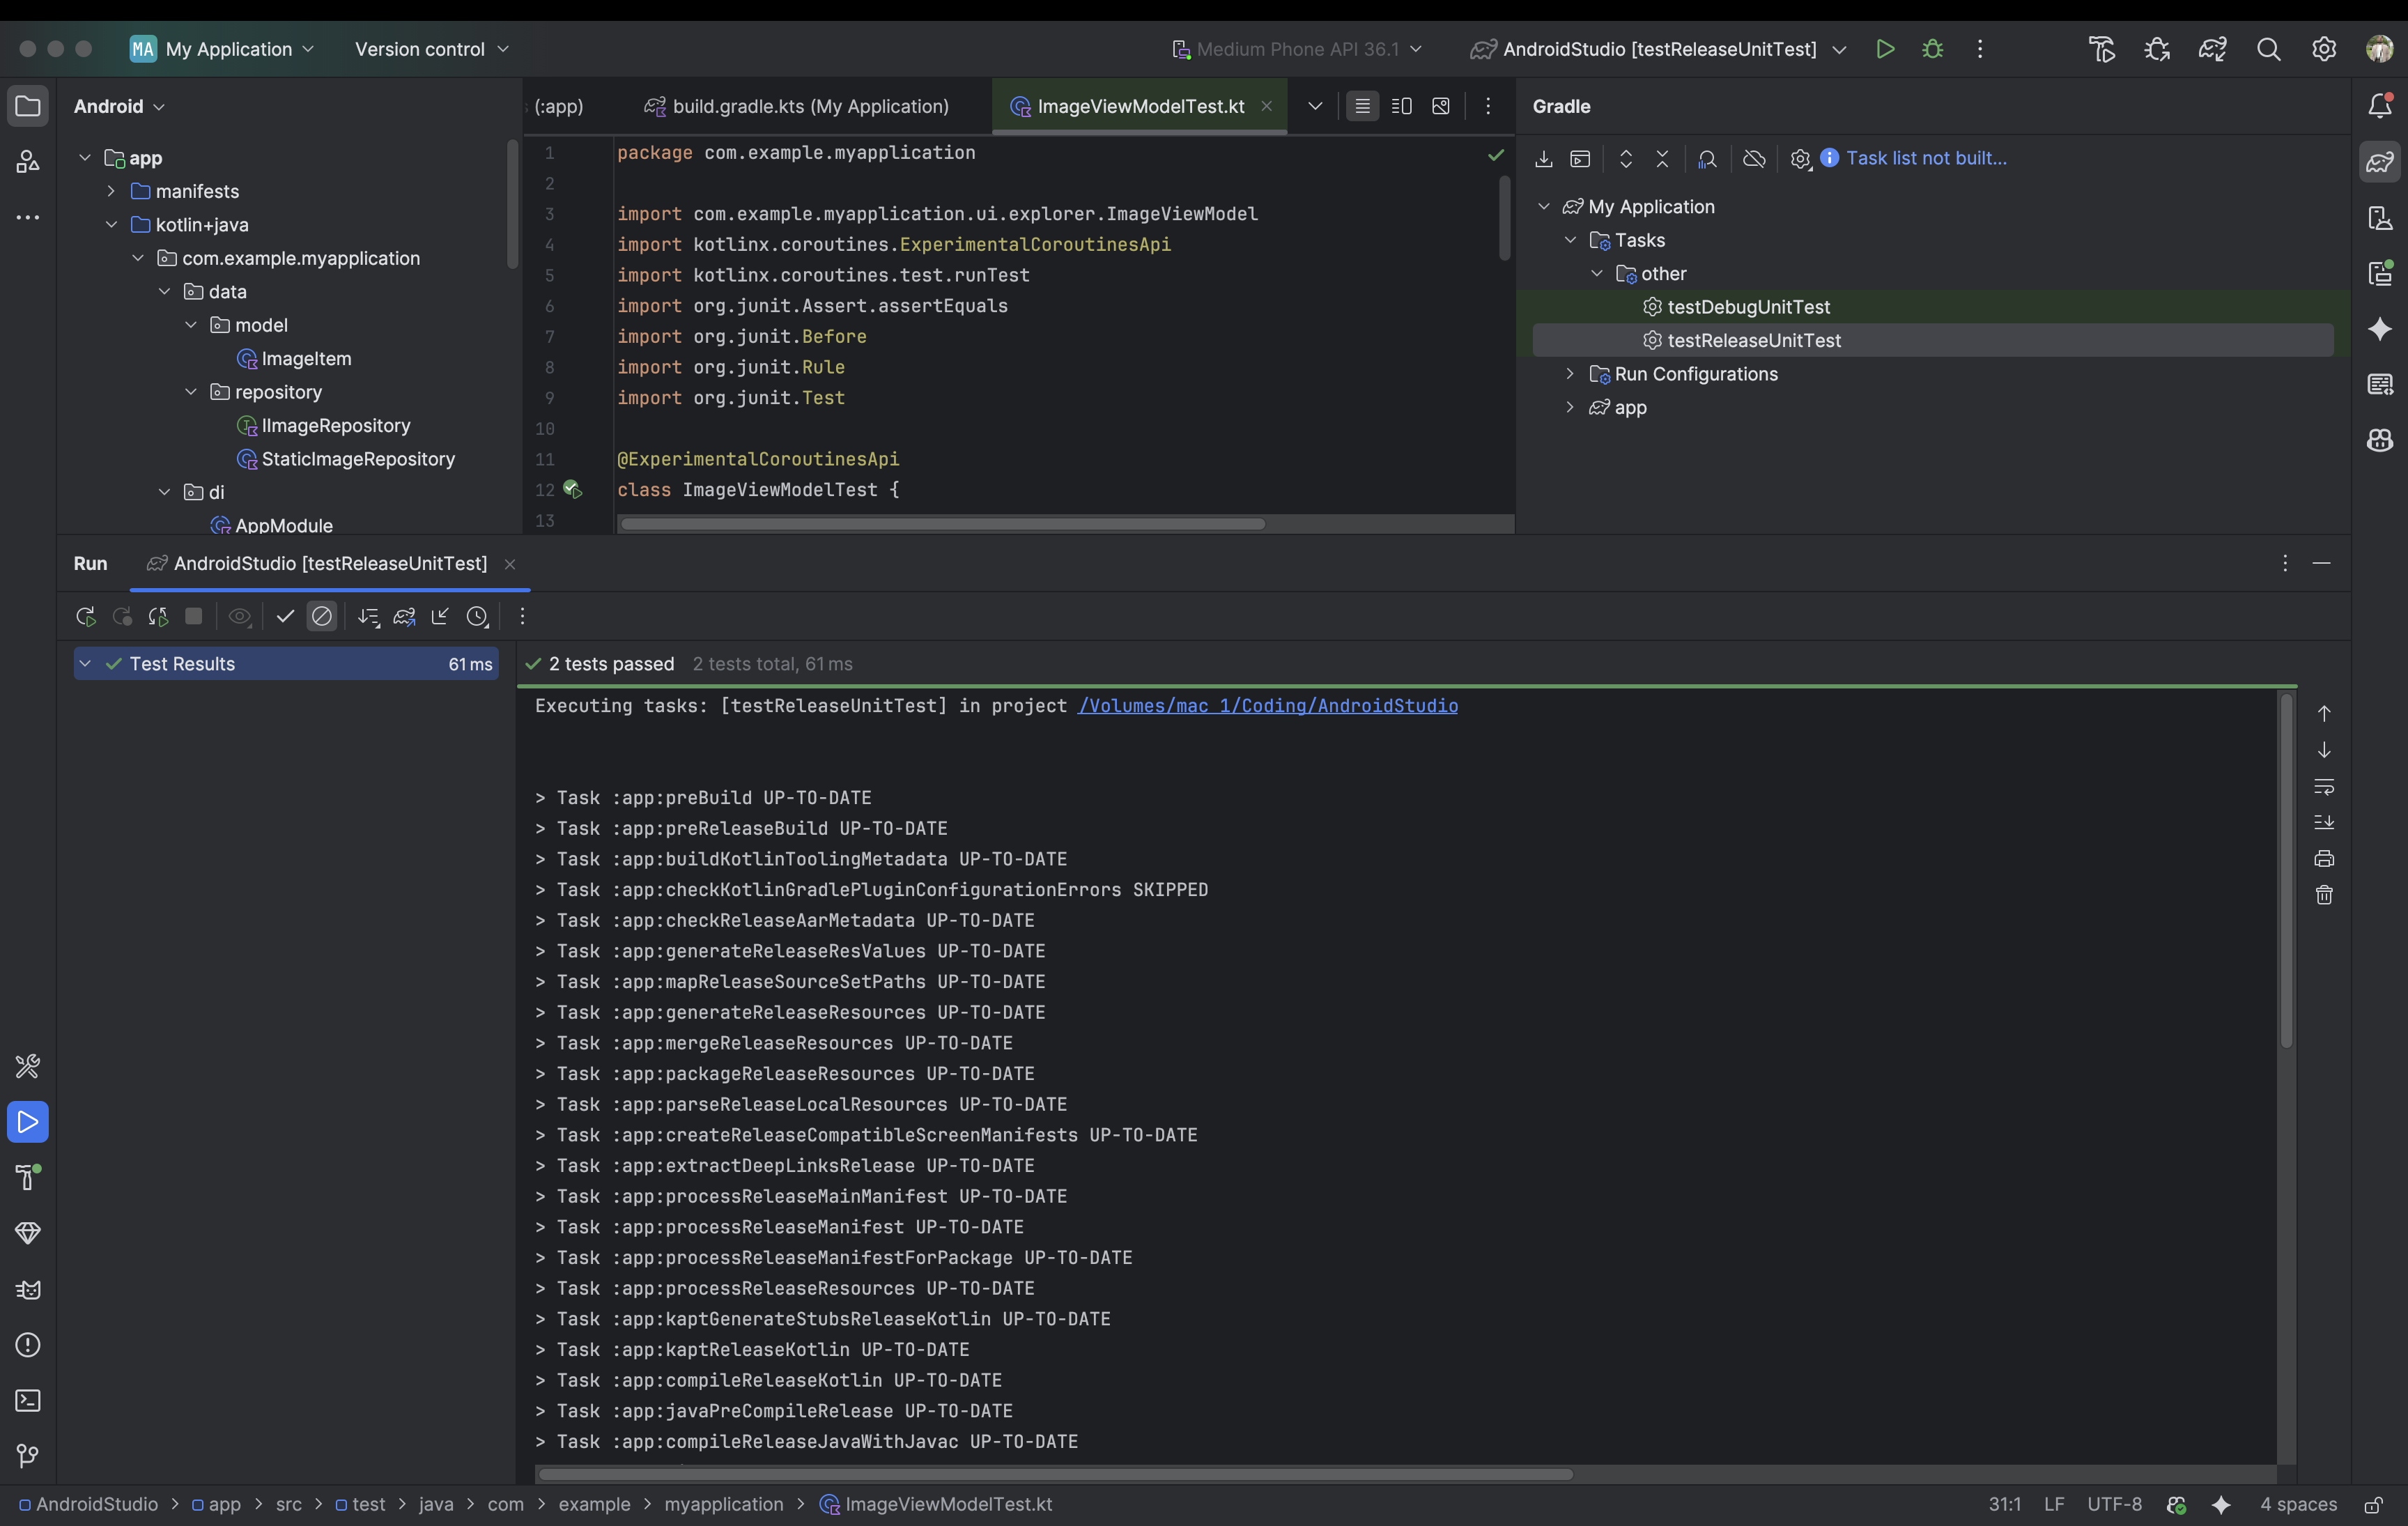 MA My Application Version control Medium Phone API 36.1 AndroidStudio [testReleaseUnitTest]
Android
app
manifests
kotlin+java
com.example.myapplication
data
model
ImageItem
repository
IImageRepository
StaticImageRepository
di
AppModule
(:app) build.gradle.kts (My Application) ImageViewModelTest.kt
1 package com.example.myapplication
2
3 import com.example.myapplication.ui.explorer.ImageViewModel
4 import kotlinx.coroutines.ExperimentalCoroutinesApi
5 import kotlinx.coroutines.test.runTest
6 import org.junit.Assert.assertEquals
7 import org.junit.Before
8 import org.junit.Rule
9 import org.junit.Test
10
11 @ExperimentalCoroutinesApi
12 class ImageViewModelTest {
13
Gradle
Task list not built...
My Application
Tasks
other
testDebugUnitTest
testReleaseUnitTest
Run Configurations
app
Run AndroidStudio [testReleaseUnitTest]
Test Results 61 ms
2 tests passed 2 tests total, 61 ms
Executing tasks: [testReleaseUnitTest] in project /Volumes/mac 1/Coding/AndroidStudio
> Task :app:preBuild UP-TO-DATE
> Task :app:preReleaseBuild UP-TO-DATE
> Task :app:buildKotlinToolingMetadata UP-TO-DATE
> Task :app:checkKotlinGradlePluginConfigurationErrors SKIPPED
> Task :app:checkReleaseAarMetadata UP-TO-DATE
> Task :app:generateReleaseResValues UP-TO-DATE
> Task :app:mapReleaseSourceSetPaths UP-TO-DATE
> Task :app:generateReleaseResources UP-TO-DATE
> Task :app:mergeReleaseResources UP-TO-DATE
> Task :app:packageReleaseResources UP-TO-DATE
> Task :app:parseReleaseLocalResources UP-TO-DATE
> Task :app:createReleaseCompatibleScreenManifests UP-TO-DATE
> Task :app:extractDeepLinksRelease UP-TO-DATE
> Task :app:processReleaseMainManifest UP-TO-DATE
> Task :app:processReleaseManifest UP-TO-DATE
> Task :app:processReleaseManifestForPackage UP-TO-DATE
> Task :app:processReleaseResources UP-TO-DATE
> Task :app:kaptGenerateStubsReleaseKotlin UP-TO-DATE
> Task :app:kaptReleaseKotlin UP-TO-DATE
> Task :app:compileReleaseKotlin UP-TO-DATE
> Task :app:javaPreCompileRelease UP-TO-DATE
> Task :app:compileReleaseJavaWithJavac UP-TO-DATE
AndroidStudio > app > src > test > java > com > example > myapplication > ImageViewModelTest.kt 31:1 LF UTF-8 4 spaces